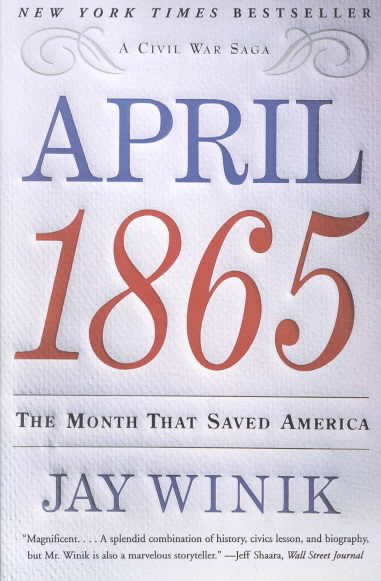 NEW YORK TIMES BESTSELLER
A CIVIL WAR SAGA
APRIL
1865
THE MONTH THAT SAVED AMERICA
JAY WINIK
"Magnificent. . . . A splendid combination of history, civics lesson, and biography,
but Mr. Winik is also a marvelous storyteller." —Jeff Shaara, Wall Street Journal